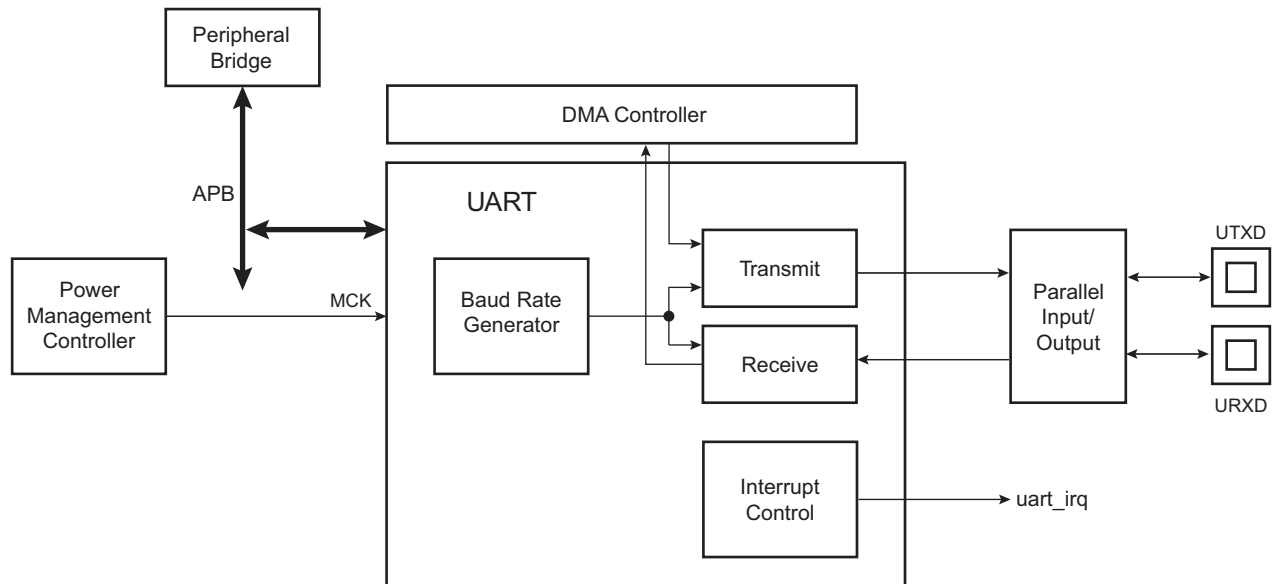 Peripheral
Bridge
DMA Controller
APB
UART
UTXD
Transmit
Power
Management
Controller
MCK
Baud Rate
Generator
Parallel
Input/
Output
Receive
URXD
Interrupt
Control
uart_irq